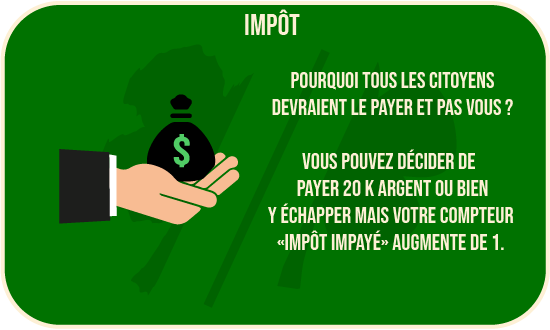 IMPÔT
POURQUOI TOUS LES CITOYENS
DEVRAIENT LE PAYER ET PAS VOUS ?
VOUS POUVEZ DÉCIDER DE
PAYER 20 K ARGENT OU BIEN
Y ÉCHAPPER MAIS VOTRE COMPTEUR
«IMPÔT IMPAYÉ» AUGMENTE DE 1.
$